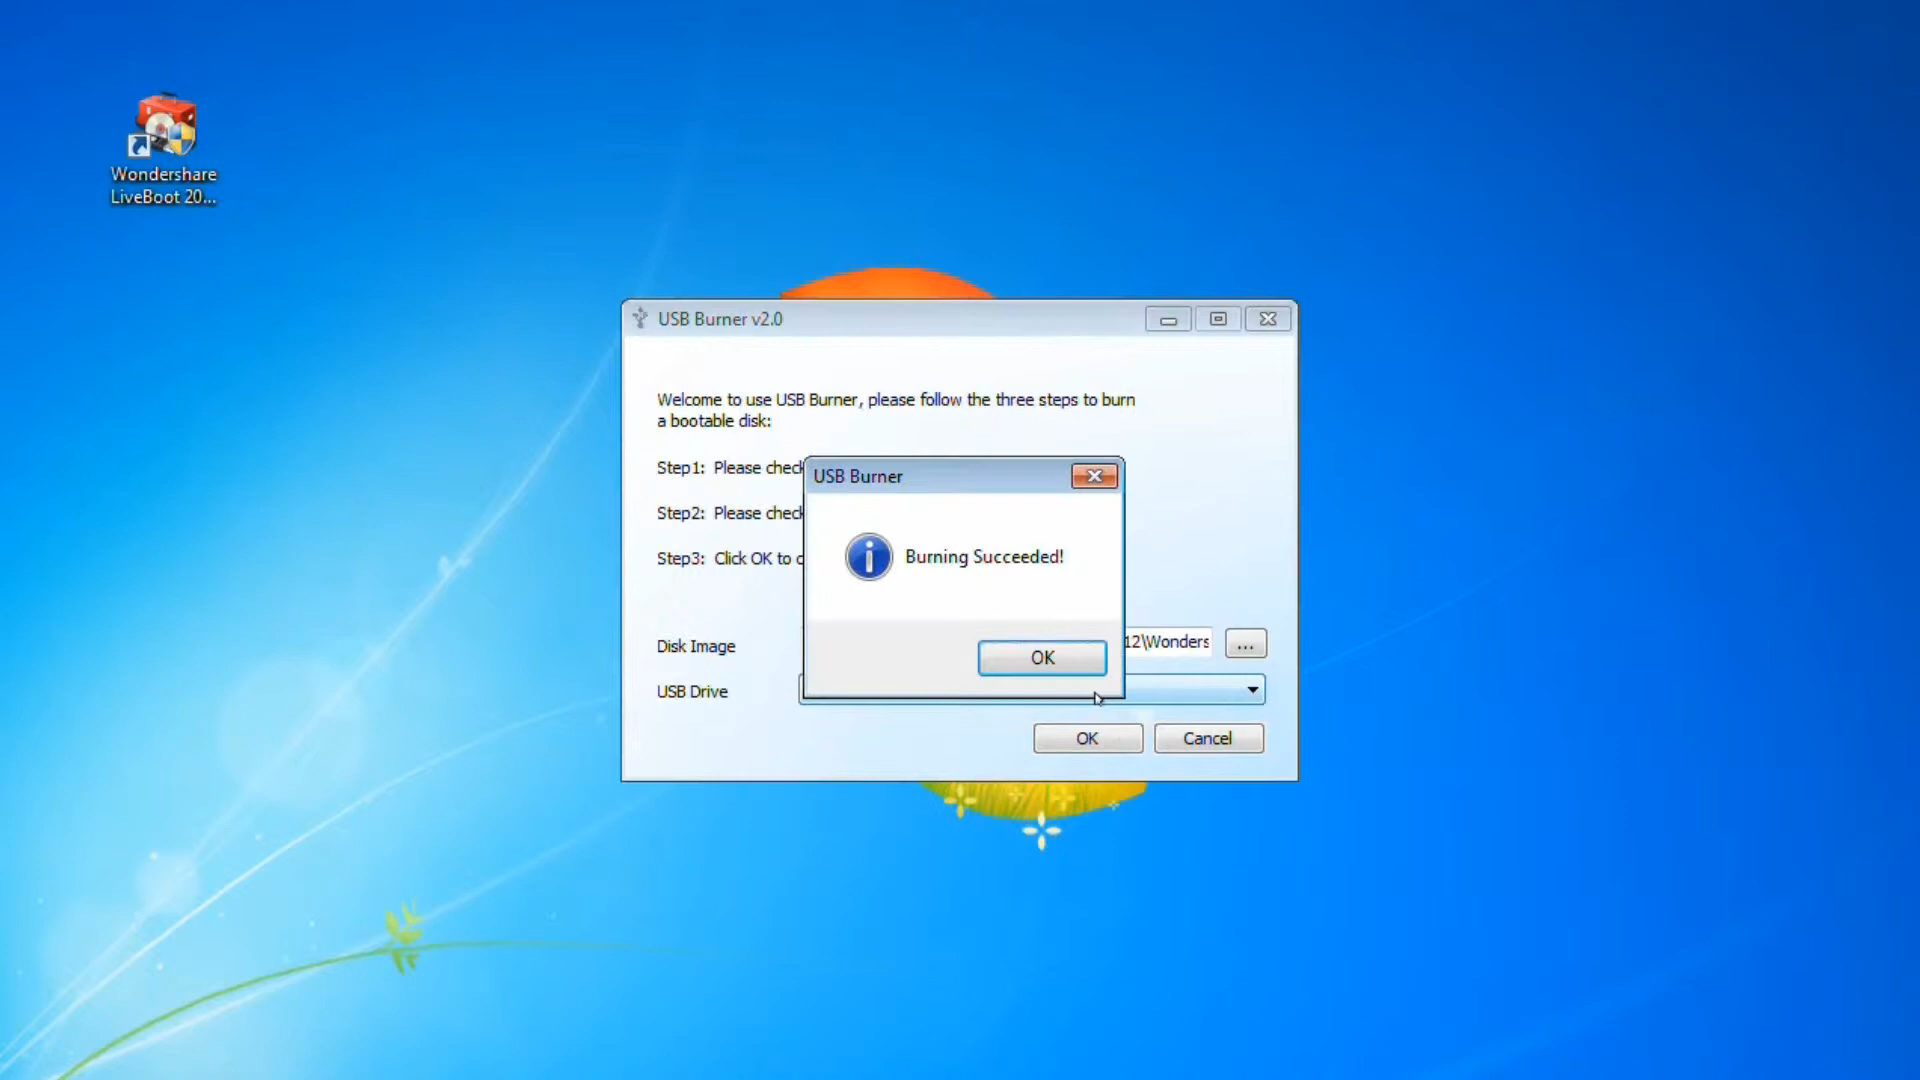 Wondershare
LiveBoot 20...
USB Burner v2.0
Welcome to use USB Burner, please follow the three steps to burn
a bootable disk:
Step1: Please check
Step2: Please check
Step3: Click OK to
USB Burner
Burning Succeeded!
OK
Disk Image
12\Wonders
...
USB Drive
OK
Cancel